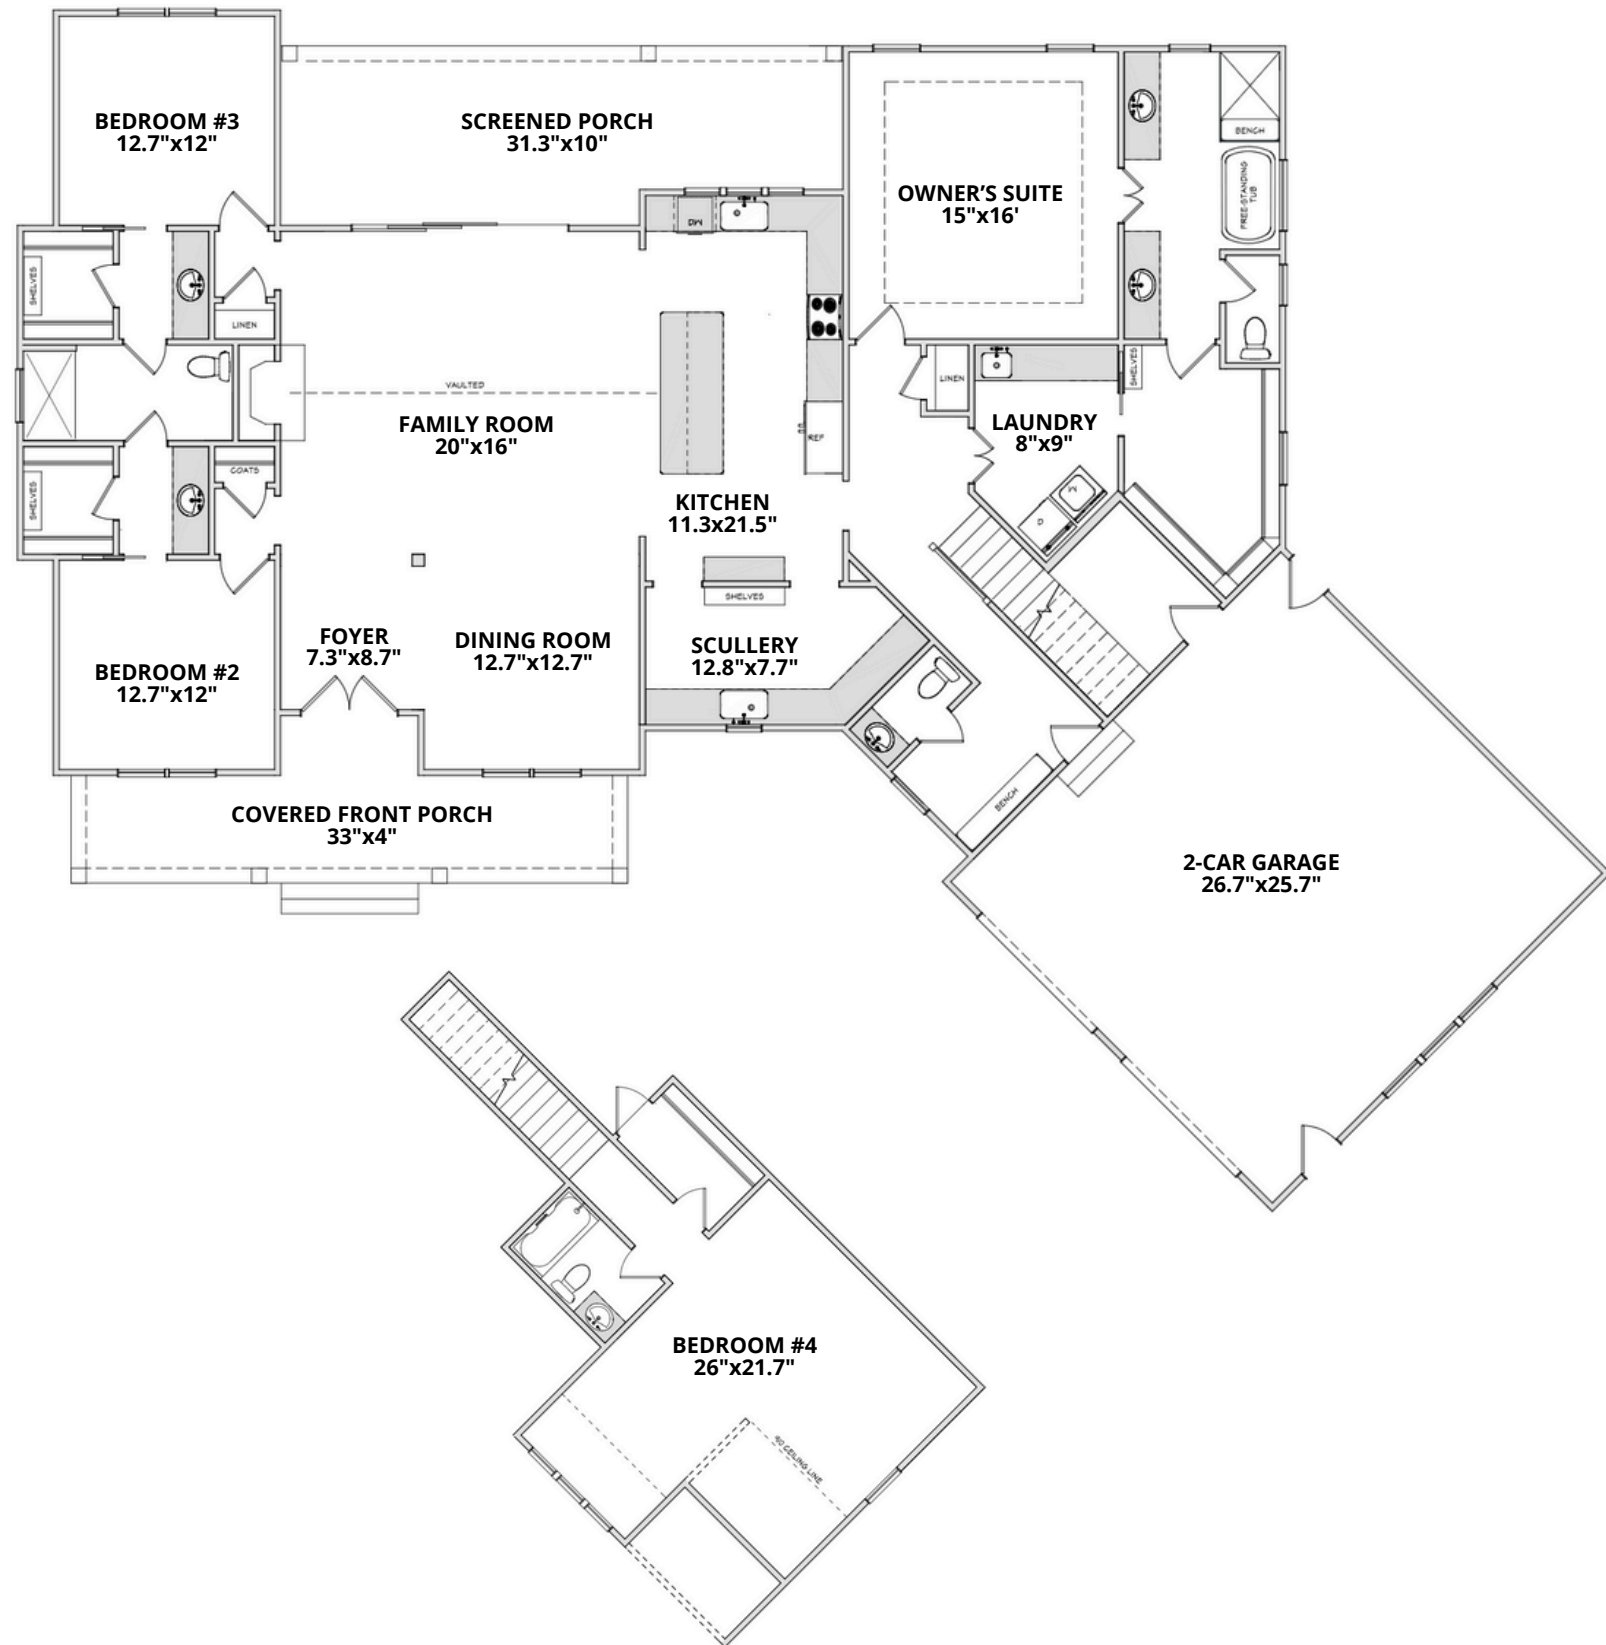 BEDROOM #3
12.7"x12"
SCREENED PORCH
31.3"x10"
OWNER'S SUITE
15"x16'
BENCH
FREE-STANDING
TUB
DW
SHELVES
LINEN
VAULTED
FAMILY ROOM
20"x16"
REF
LINEN
SHELVES
LAUNDRY
8"x9"
W
D
COATS
SHELVES
KITCHEN
11.3x21.5"
SHELVES
FOYER
7.3"x8.7"
DINING ROOM
12.7"x12.7"
SCULLERY
12.8"x7.7"
BEDROOM #2
12.7"x12"
BENCH
COVERED FRONT PORCH
33"x4"
2-CAR GARAGE
26.7"x25.7"
BEDROOM #4
26"x21.7"